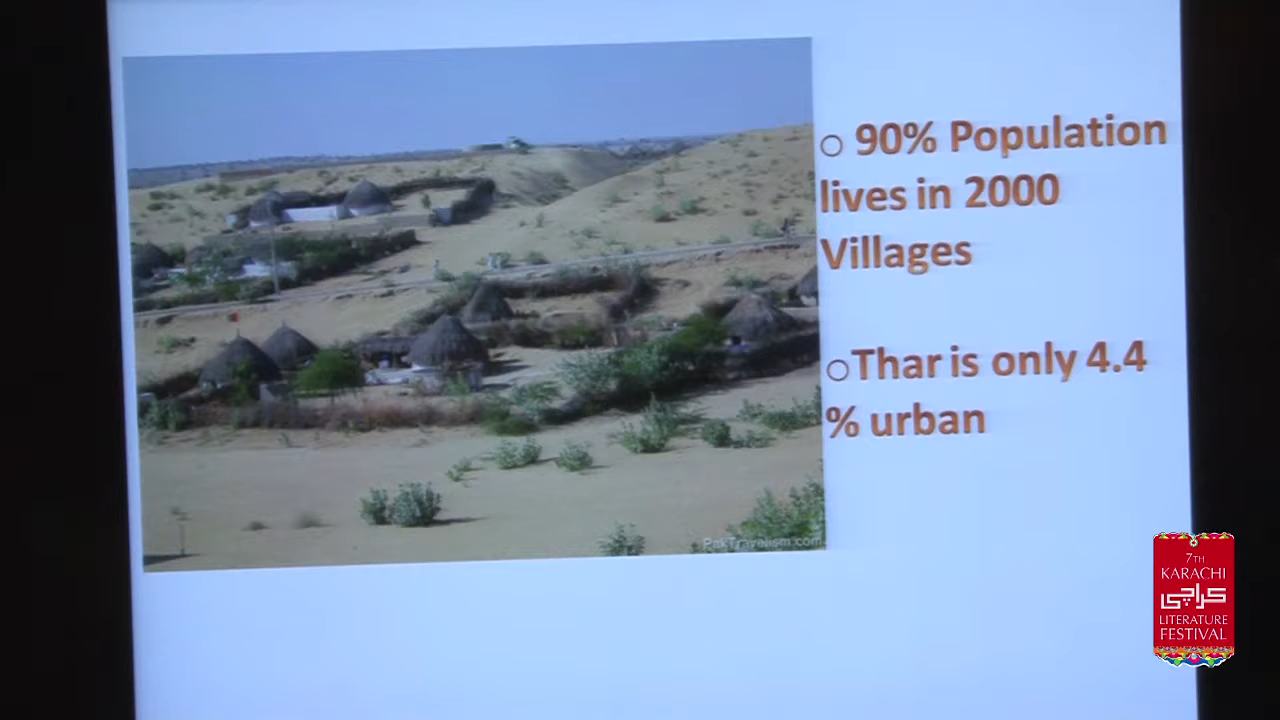 ○ 90% Population
lives in 2000
Villages
○Thar is only 4.4
% urban
PakTravelism.com
7TH
KARACHI
کراچی
LITERATURE
FESTIVAL